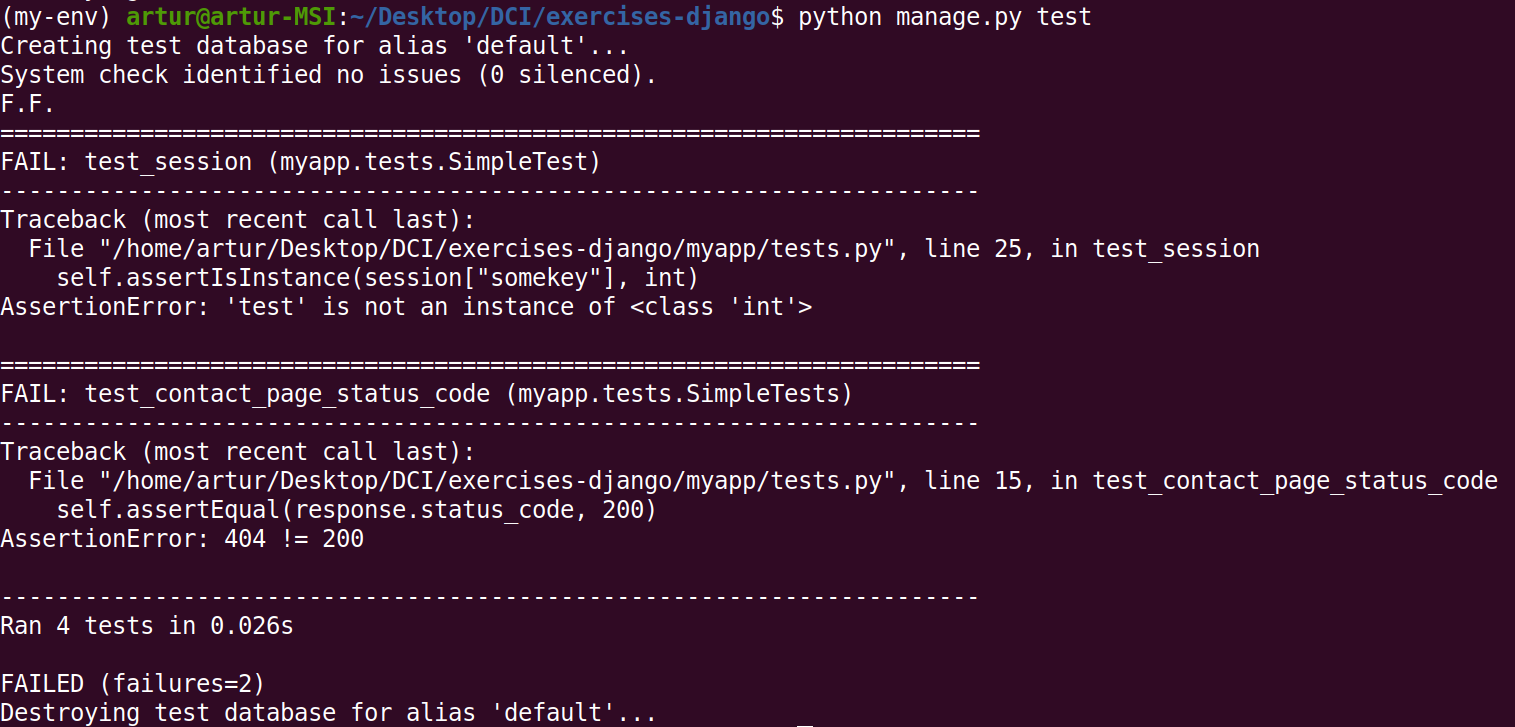 (my-env) artur@artur-MSI:~/Desktop/DCI/exercises-django$ python manage.py test
Creating test database for alias 'default'...
System check identified no issues (0 silenced).
F.F.
======================================================================
FAIL: test_session (myapp.tests.SimpleTest)
----------------------------------------------------------------------
Traceback (most recent call last):
  File "/home/artur/Desktop/DCI/exercises-django/myapp/tests.py", line 25, in test_session
    self.assertIsInstance(session["somekey"], int)
AssertionError: 'test' is not an instance of <class 'int'>

======================================================================
FAIL: test_contact_page_status_code (myapp.tests.SimpleTests)
----------------------------------------------------------------------
Traceback (most recent call last):
  File "/home/artur/Desktop/DCI/exercises-django/myapp/tests.py", line 15, in test_contact_page_status_code
    self.assertEqual(response.status_code, 200)
AssertionError: 404 != 200

----------------------------------------------------------------------
Ran 4 tests in 0.026s

FAILED (failures=2)
Destroying test database for alias 'default'...